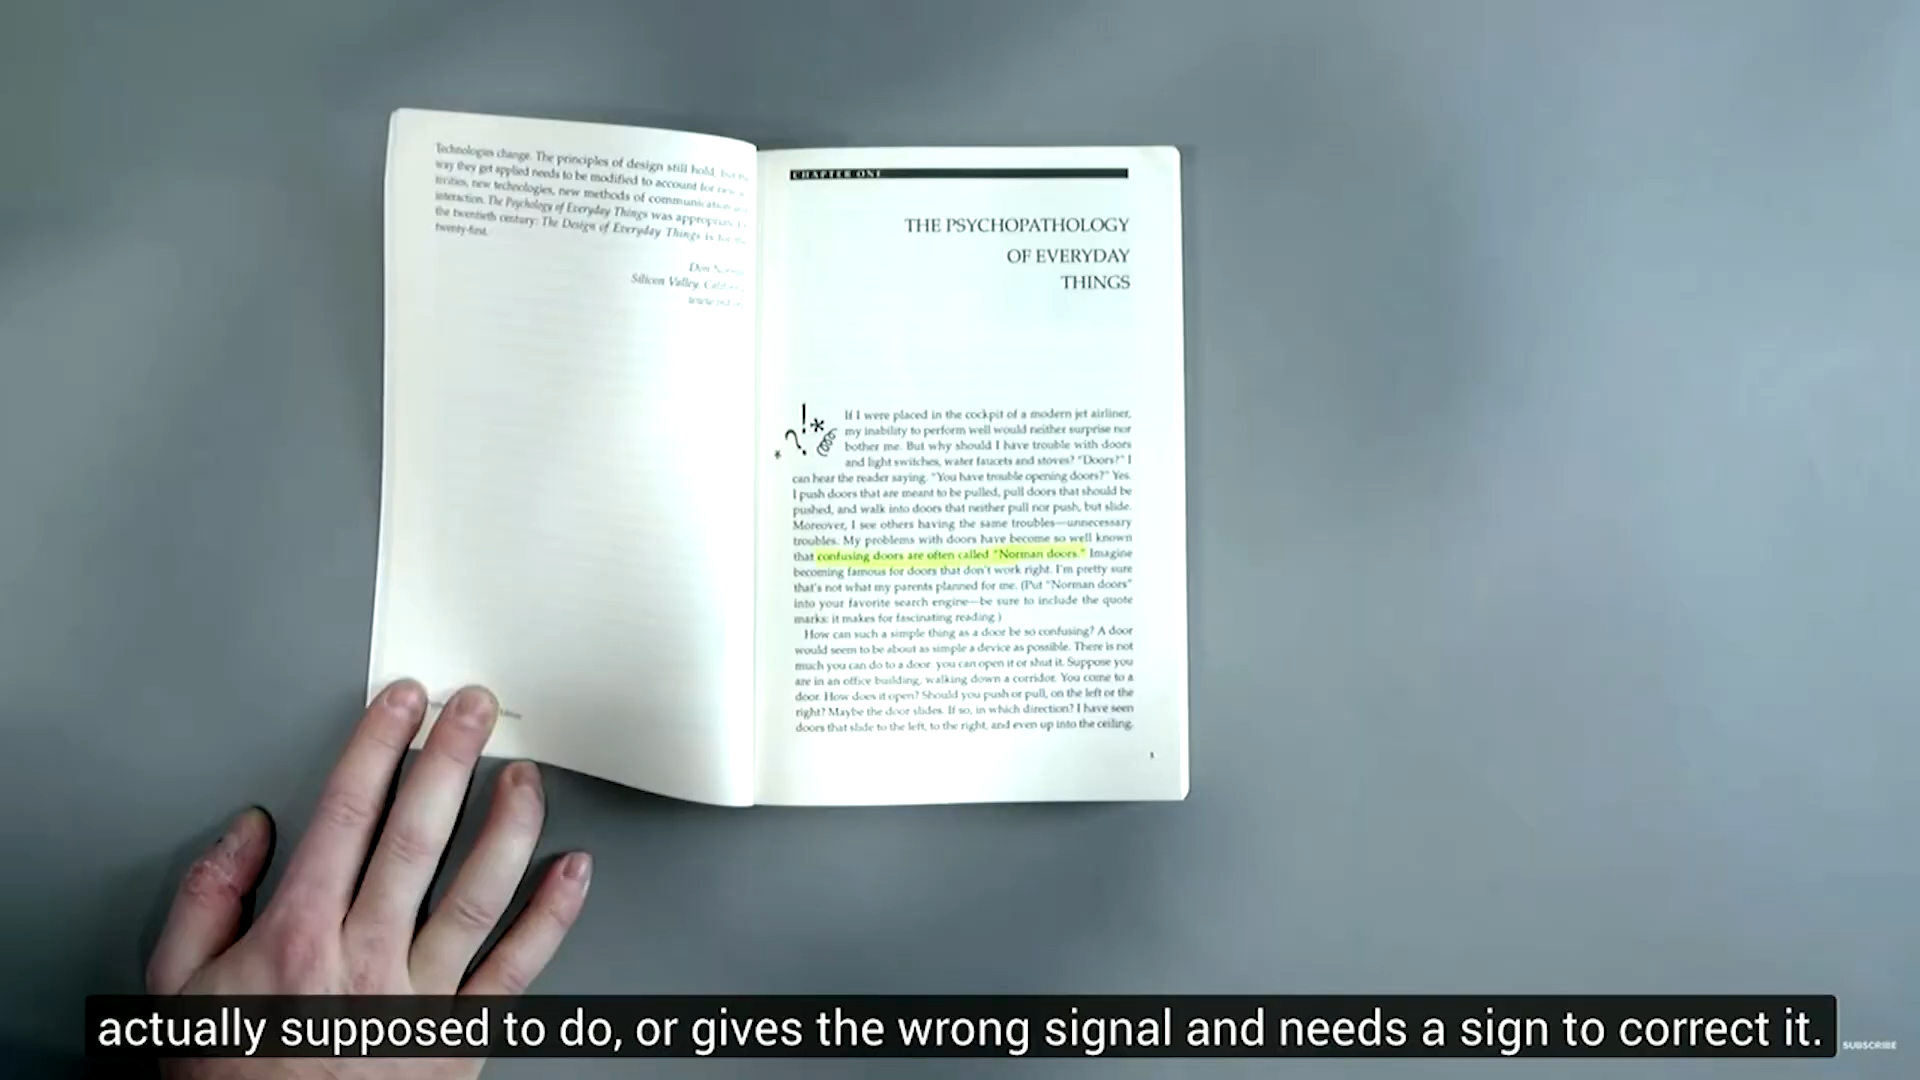 Technologies change. The principles of design still hold, but the
way they get applied needs to be modified to account for new
tivities, new technologies, new methods of communication
interaction. The Psychology of Everyday Things was appropriate
the twentieth century: The Design of Everyday Things is for the
twenty-first.
Don
Silicon Valley,
www
CHAPTER ONE
THE PSYCHOPATHOLOGY
OF EVERYDAY
THINGS
If I were placed in the cockpit of a modern jet airliner,
my inability to perform well would neither surprise nor
bother me. But why should I have trouble with doors
and light switches, water faucets and stoves? “Doors?” I
can hear the reader saying. “You have trouble opening doors?” Yes.
I push doors that are meant to be pulled, pull doors that should be
pushed, and walk into doors that neither pull nor push, but slide.
Moreover, I see others having the same troubles—unnecessary
troubles. My problems with doors have become so well known
that confusing doors are often called “Norman doors.” Imagine
becoming famous for doors that don’t work right. I’m pretty sure
that’s not what my parents planned for me. (Put “Norman doors”
into your favorite search engine—be sure to include the quote
marks: it makes for fascinating reading.)
How can such a simple thing as a door be so confusing? A door
would seem to be about as simple a device as possible. There is not
much you can do to a door: you can open it or shut it. Suppose you
are in an office building, walking down a corridor. You come to a
door. How does it open? Should you push or pull, on the left or the
right? Maybe the door slides. If so, in which direction? I have seen
doors that slide to the left, to the right, and even up into the ceiling.
actually supposed to do, or gives the wrong signal and needs a sign to correct it.
SUBSCRIBE